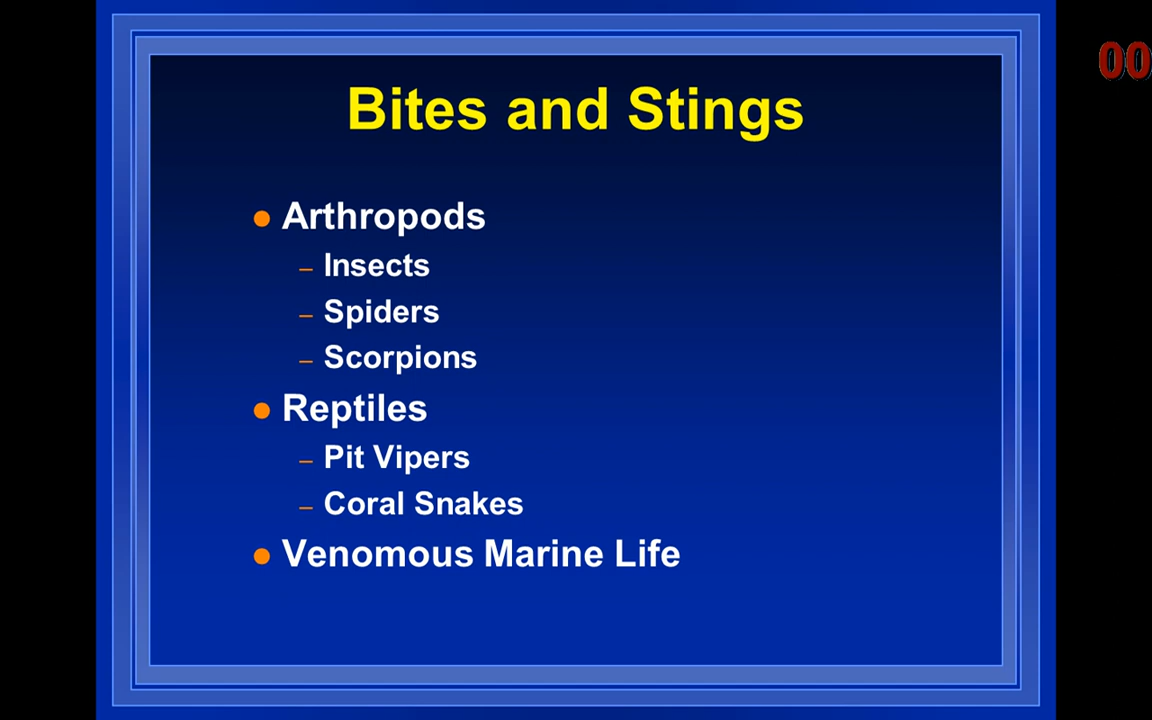 Bites and Stings
00
● Arthropods
– Insects
– Spiders
– Scorpions
● Reptiles
– Pit Vipers
– Coral Snakes
● Venomous Marine Life